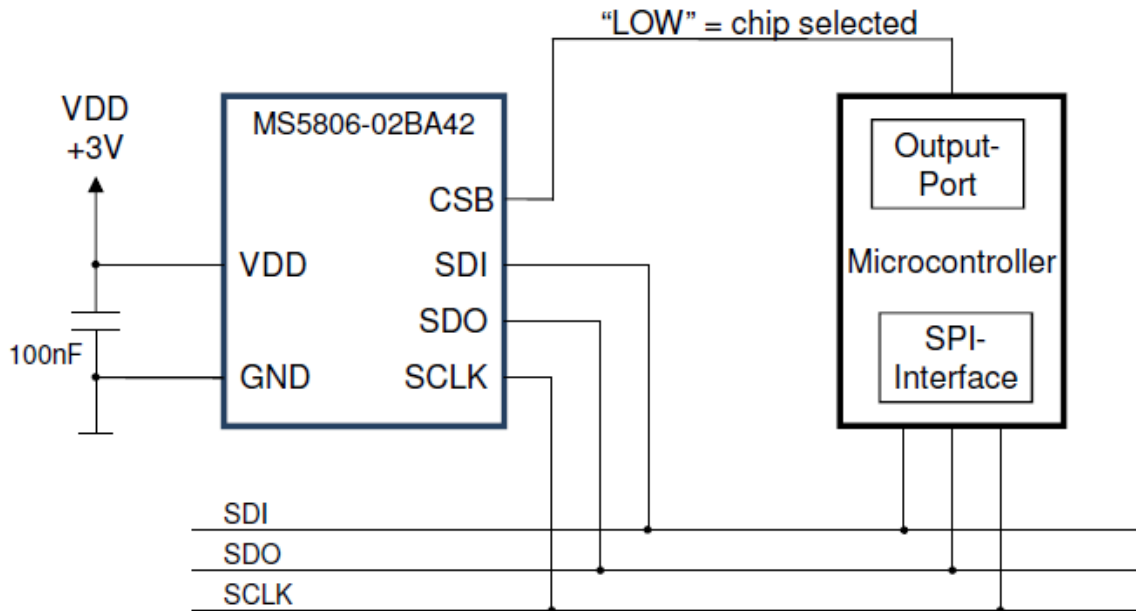 “LOW” = chip selected
VDD
+3V
MS5806-02BA42
CSB
VDD
SDI
SDO
GND
SCLK
100nF
Output-
Port
Microcontroller
SPI-
Interface
SDI
SDO
SCLK